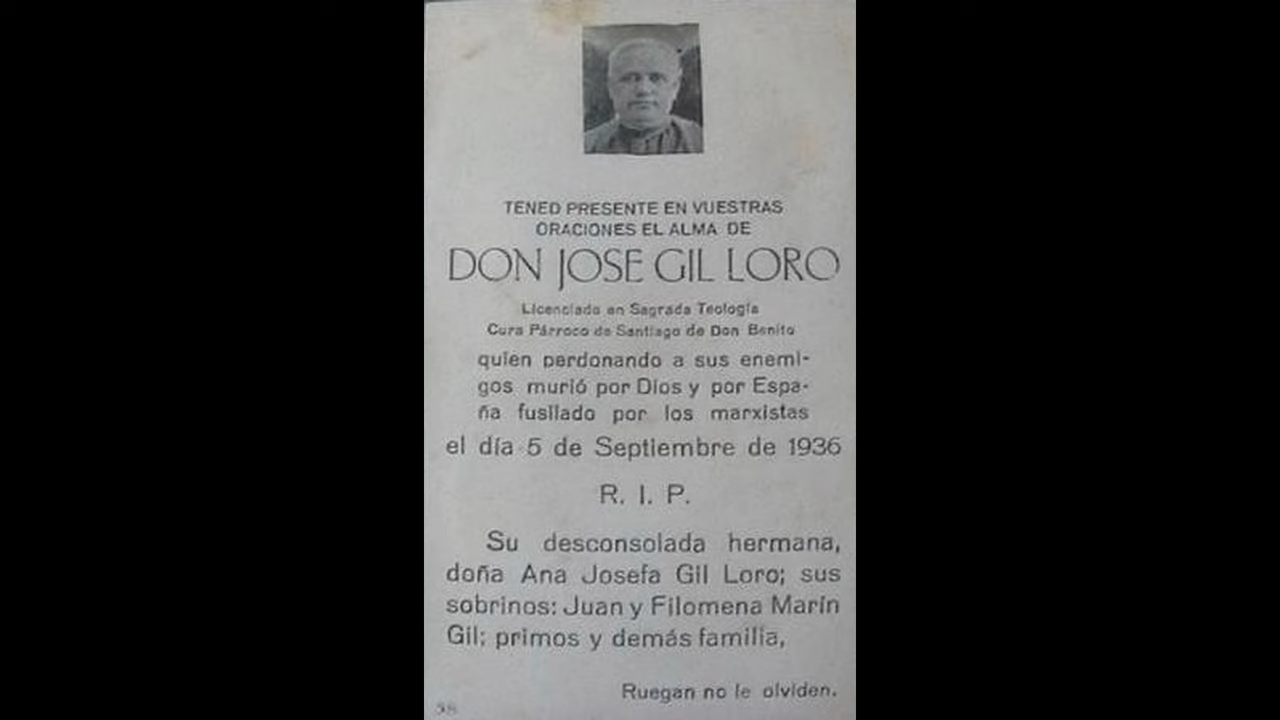 TENED PRESENTE EN VUESTRAS
ORACIONES EL ALMA DE
DON JOSE GIL LORO
Licenciado en Sagrada Teología
Cura Párroco de Santiago de Don Benito
quien perdonando a sus enemi-
gos murió por Dios y por Espa-
ña fusilado por los marxistas
el día 5 de Septiembre de 1936
R. I. P.
Su desconsolada hermana,
doña Ana Josefa Gil Loro; sus
sobrinos: Juan y Filomena Marín
Gil; primos y demás familia,
Ruegan no le olviden.